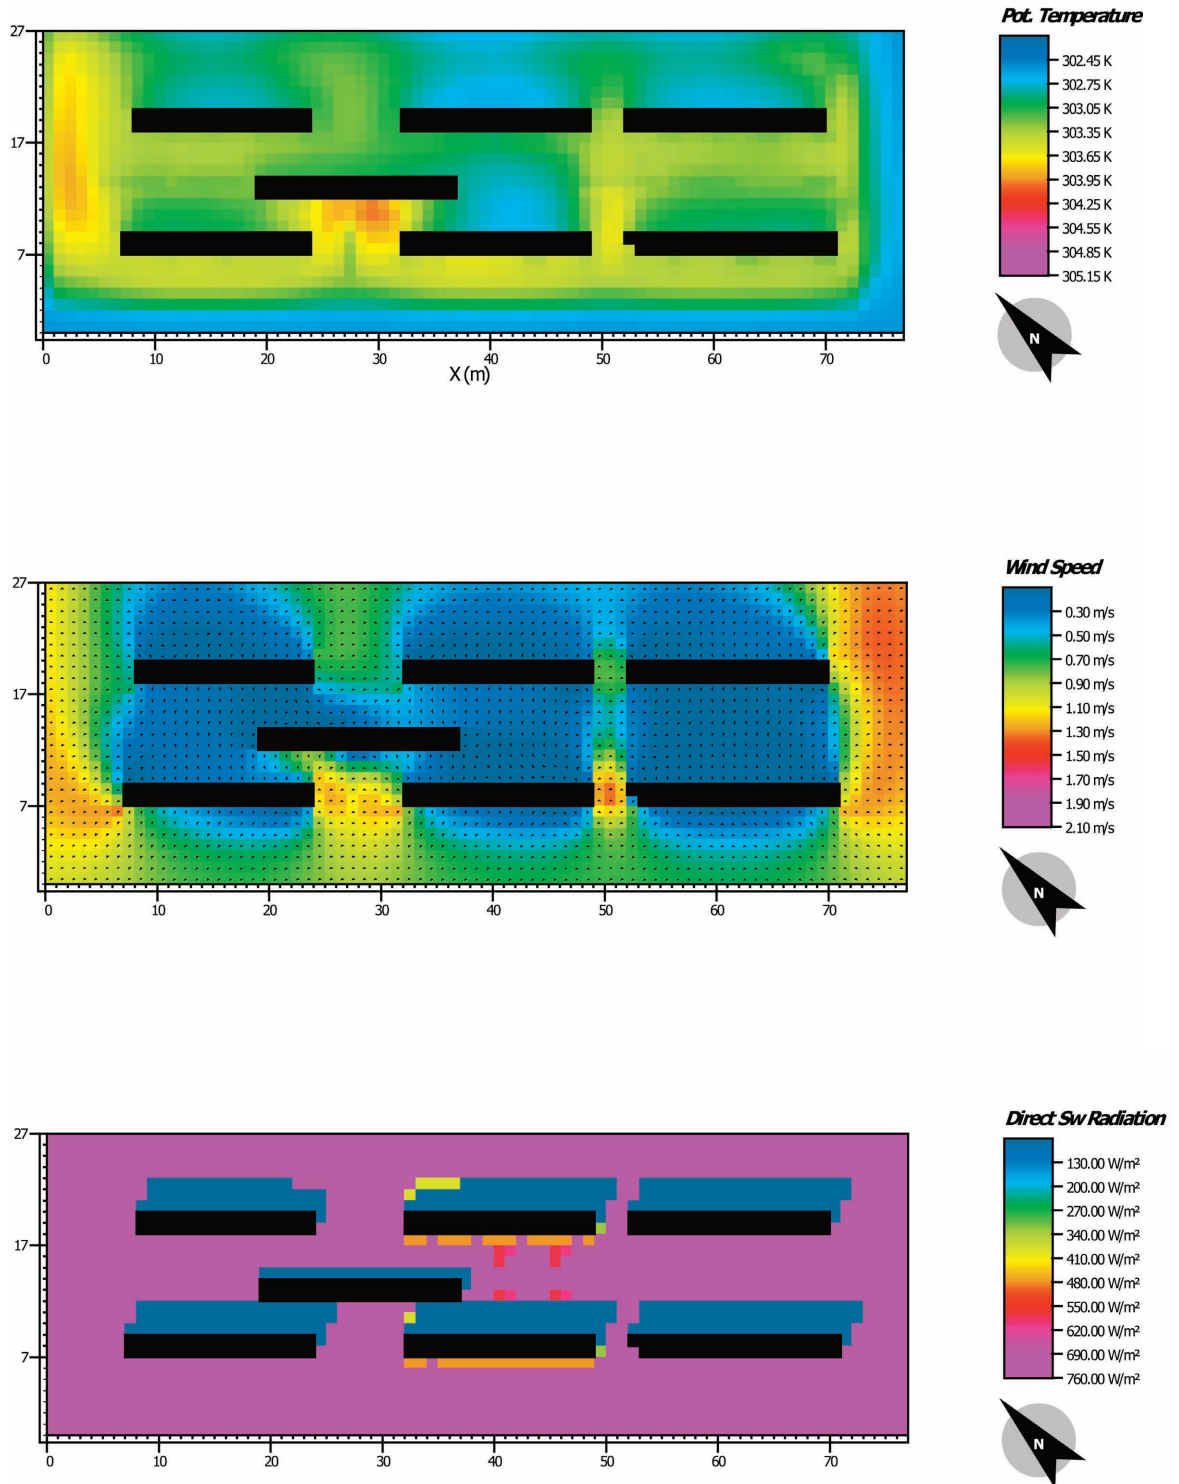 Pot. Temperature
27
17
7
302.45 K
302.75 K
303.05 K
303.35 K
303.65 K
303.95 K
304.25 K
304.55 K
304.85 K
305.15 K
N
0 10 20 30 40 50 60 70
X (m)
Wind Speed
27
17
7
0.30 m/s
0.50 m/s
0.70 m/s
0.90 m/s
1.10 m/s
1.30 m/s
1.50 m/s
1.70 m/s
1.90 m/s
2.10 m/s
N
0 10 20 30 40 50 60 70
Direct Sw Radiation
27
17
7
130.00 W/m²
200.00 W/m²
270.00 W/m²
340.00 W/m²
410.00 W/m²
480.00 W/m²
550.00 W/m²
620.00 W/m²
690.00 W/m²
760.00 W/m²
N
0 10 20 30 40 50 60 70